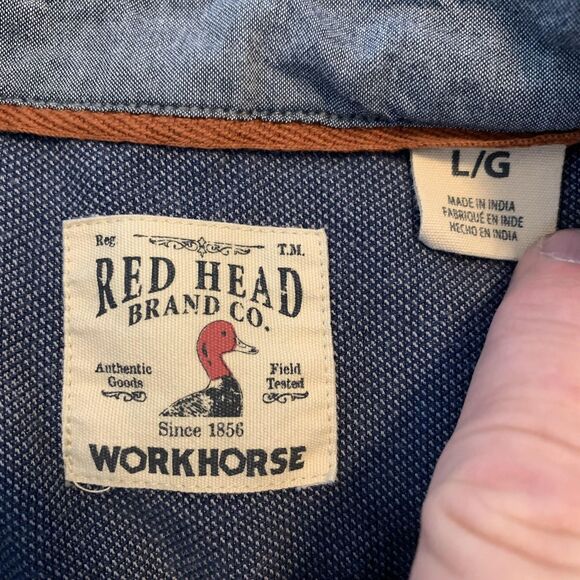 L/G
MADE IN INDIA
FABRIQUÉ EN INDE
HECHO EN INDIA
Reg. T.M.
RED HEAD
BRAND CO.
Authentic Goods
Field Tested
Since 1856
WORKHORSE